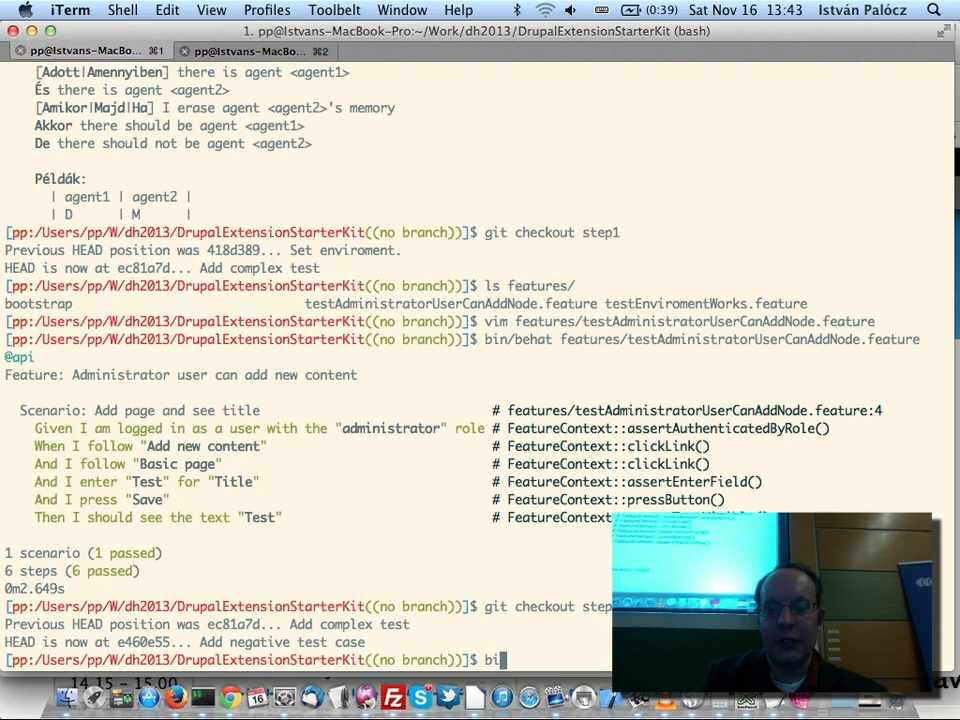 iTerm Shell Edit View Profiles Toolbelt Window Help (0:39) Sat Nov 16 13:43 István Palócz
1. pp@Istvans-MacBook-Pro:~/Work/dh2013/DrupalExtensionStarterKit (bash)
pp@Istvans-MacBo... ⌘1 pp@Istvans-MacBo... ⌘2
[Adott|Amennyiben] there is agent <agent1>
És there is agent <agent2>
[Amikor|Majd|Ha] I erase agent <agent2>'s memory
Akkor there should be agent <agent1>
De there should not be agent <agent2>
Példák:
| agent1 | agent2 |
| D | M |
[pp:/Users/pp/W/dh2013/DrupalExtensionStarterKit((no branch))]$ git checkout step1
Previous HEAD position was 418d389... Set enviroment.
HEAD is now at ec81a7d... Add complex test
[pp:/Users/pp/W/dh2013/DrupalExtensionStarterKit((no branch))]$ ls features/
bootstrap testAdministratorUserCanAddNode.feature testEnviromentWorks.feature
[pp:/Users/pp/W/dh2013/DrupalExtensionStarterKit((no branch))]$ vim features/testAdministratorUserCanAddNode.feature
[pp:/Users/pp/W/dh2013/DrupalExtensionStarterKit((no branch))]$ bin/behat features/testAdministratorUserCanAddNode.feature
@api
Feature: Administrator user can add new content
Scenario: Add page and see title # features/testAdministratorUserCanAddNode.feature:4
Given I am logged in as a user with the "administrator" role # FeatureContext::assertAuthenticatedByRole()
When I follow "Add new content" # FeatureContext::clickLink()
And I follow "Basic page" # FeatureContext::clickLink()
And I enter "Test" for "Title" # FeatureContext::assertEnterField()
And I press "Save" # FeatureContext::pressButton()
Then I should see the text "Test" # FeatureContext
1 scenario (1 passed)
6 steps (6 passed)
0m2.649s
[pp:/Users/pp/W/dh2013/DrupalExtensionStarterKit((no branch))]$ git checkout step
Previous HEAD position was ec81a7d... Add complex test
HEAD is now at e460e55... Add negative test case
[pp:/Users/pp/W/dh2013/DrupalExtensionStarterKit((no branch))]$ bi
14.15 - 15.00